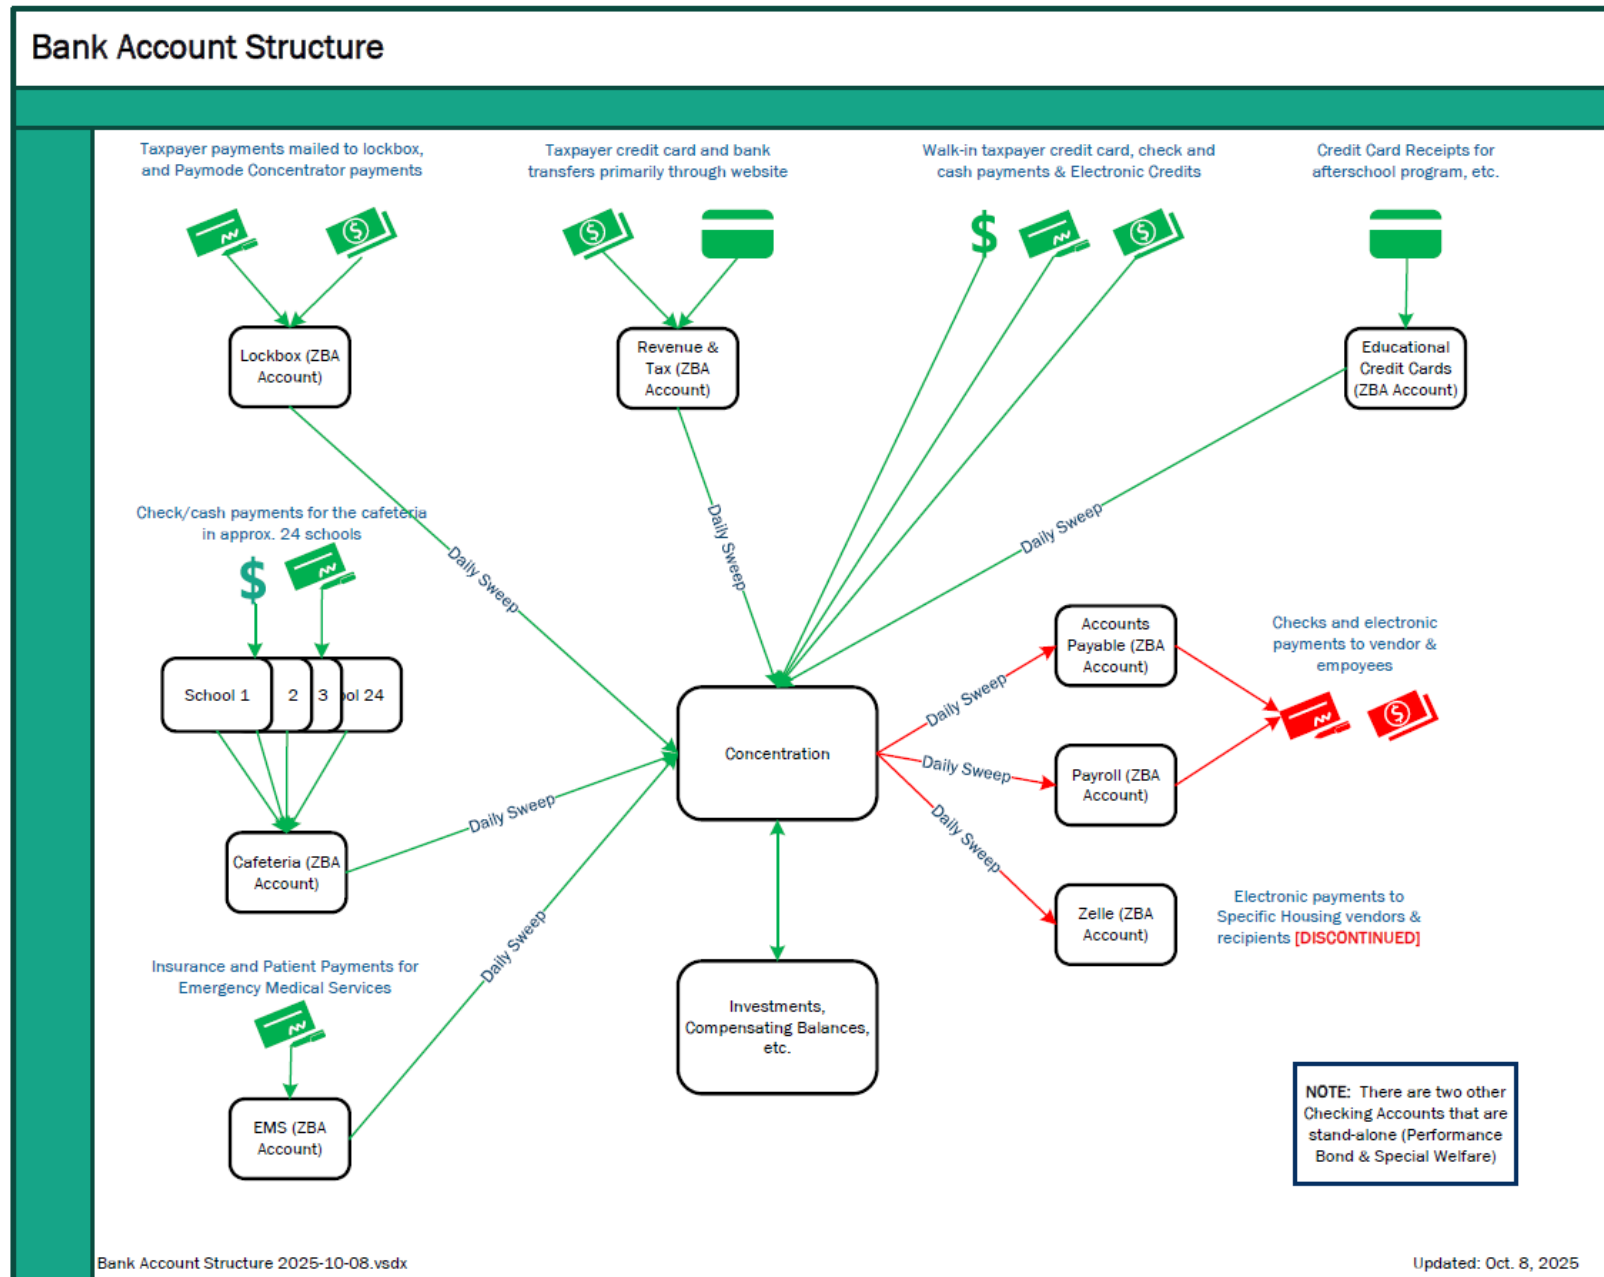 Bank Account Structure
Taxpayer payments mailed to lockbox,
and Paymode Concentrator payments
Taxpayer credit card and bank
transfers primarily through website
Walk-in taxpayer credit card, check and
cash payments & Electronic Credits
Credit Card Receipts for
afterschool program, etc.
$
Lockbox (ZBA
Account)
Revenue &
Tax (ZBA
Account)
Educational
Credit Cards
(ZBA Account)
Daily Sweep
Daily Sweep
Daily Sweep
Check/cash payments for the cafeteria
in approx. 24 schools
$
School 1
2
3
ool 24
Cafeteria (ZBA
Account)
Daily Sweep
Insurance and Patient Payments for
Emergency Medical Services
EMS (ZBA
Account)
Daily Sweep
Concentration
Investments,
Compensating Balances,
etc.
Daily Sweep
Daily Sweep
Daily Sweep
Accounts
Payable (ZBA
Account)
Payroll (ZBA
Account)
Zelle (ZBA
Account)
Checks and electronic
payments to vendor &
empoyees
Electronic payments to
Specific Housing vendors &
recipients [DISCONTINUED]
NOTE: There are two other
Checking Accounts that are
stand-alone (Performance
Bond & Special Welfare)
Bank Account Structure 2025-10-08.vsdx
Updated: Oct. 8, 2025